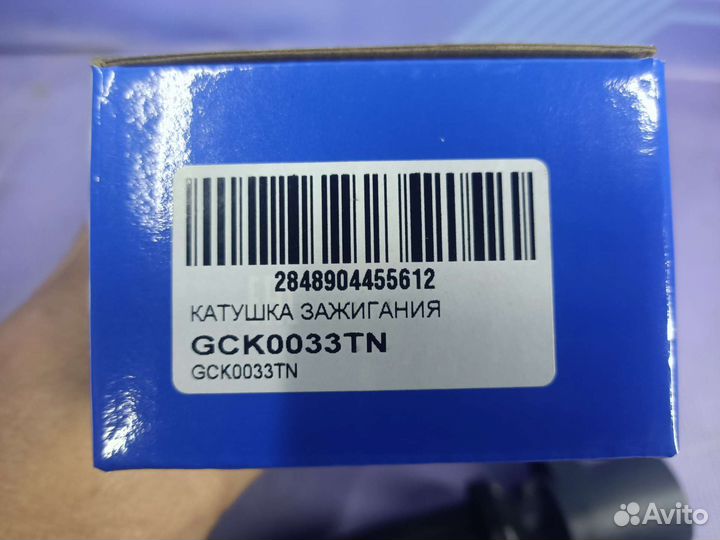 2848904455612
КАТУШКА ЗАЖИГАНИЯ
GCK0033TN
GCK0033TN
Avito